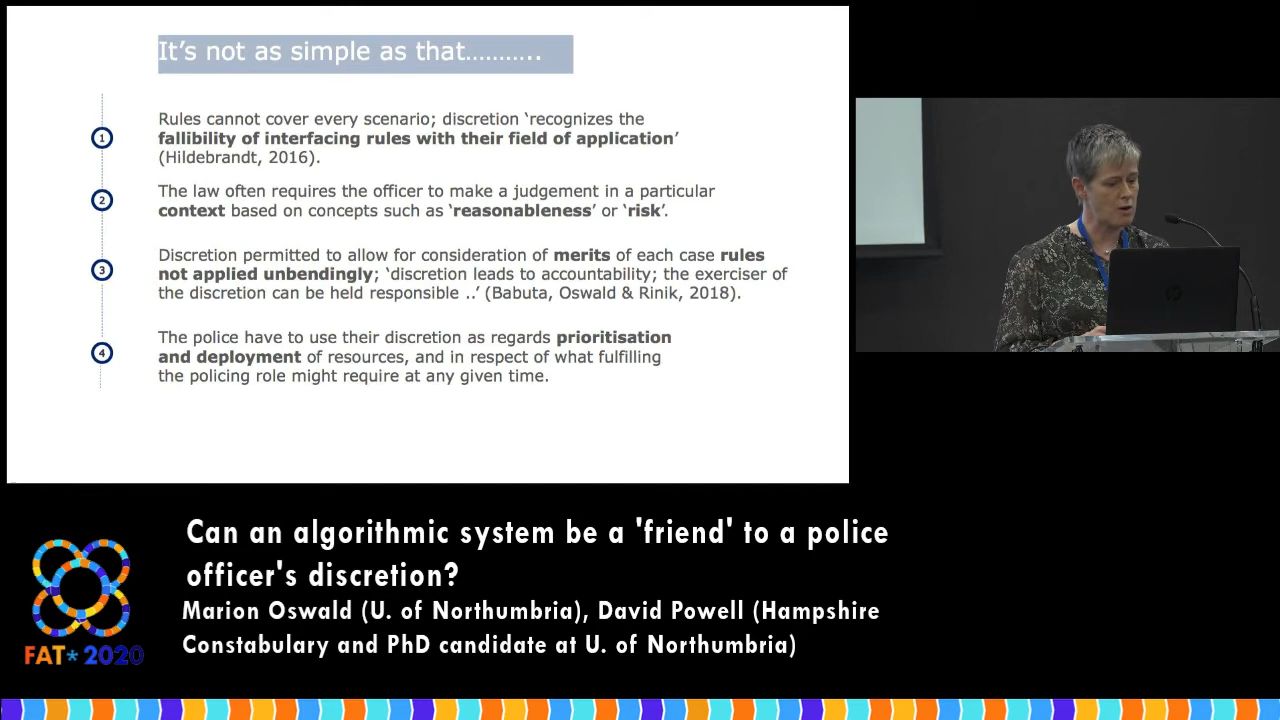 It's not as simple as that………..
1
Rules cannot cover every scenario; discretion 'recognizes the
fallibility of interfacing rules with their field of application'
(Hildebrandt, 2016).
2
The law often requires the officer to make a judgement in a particular
context based on concepts such as 'reasonableness' or 'risk'.
3
Discretion permitted to allow for consideration of merits of each case rules
not applied unbendingly; 'discretion leads to accountability; the exerciser of
the discretion can be held responsible ..' (Babuta, Oswald & Rinik, 2018).
4
The police have to use their discretion as regards prioritisation
and deployment of resources, and in respect of what fulfilling
the policing role might require at any given time.
Can an algorithmic system be a 'friend' to a police
officer's discretion?
Marion Oswald (U. of Northumbria), David Powell (Hampshire
Constabulary and PhD candidate at U. of Northumbria)
FAT* 2020